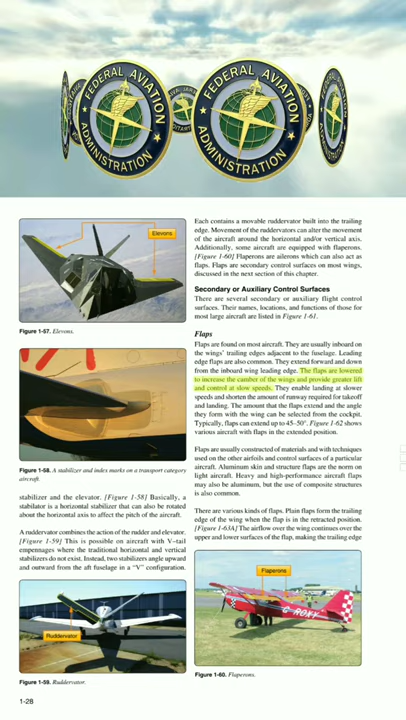 FEDERAL AVIATION
ADMINISTRATION
FEDERAL AVIATION
ADMINISTRATION
Elevons
Figure 1-57. Elevons.
Figure 1-58. A stabilizer and index marks on a transport category
aircraft.
stabilizer and the elevator. [Figure 1-58] Basically, a
stabilator is a horizontal stabilizer that can also be rotated
about the horizontal axis to affect the pitch of the aircraft.
A ruddervator combines the action of the rudder and elevator.
[Figure 1-59] This is possible on aircraft with V–tail
empennages where the traditional horizontal and vertical
stabilizers do not exist. Instead, two stabilizers angle upward
and outward from the aft fuselage in a “V” configuration.
Ruddervator
Figure 1-59. Ruddervator.
Each contains a movable ruddervator built into the trailing
edge. Movement of the ruddervators can alter the movement
of the aircraft around the horizontal and/or vertical axis.
Additionally, some aircraft are equipped with flaperons.
[Figure 1-60] Flaperons are ailerons which can also act as
flaps. Flaps are secondary control surfaces on most wings,
discussed in the next section of this chapter.
Secondary or Auxiliary Control Surfaces
There are several secondary or auxiliary flight control
surfaces. Their names, locations, and functions of those for
most large aircraft are listed in Figure 1-61.
Flaps
Flaps are found on most aircraft. They are usually inboard on
the wings’ trailing edges adjacent to the fuselage. Leading
edge flaps are also common. They extend forward and down
from the inboard wing leading edge. The flaps are lowered
to increase the camber of the wings and provide greater lift
and control at slow speeds. They enable landing at slower
speeds and shorten the amount of runway required for takeoff
and landing. The amount that the flaps extend and the angle
they form with the wing can be selected from the cockpit.
Typically, flaps can extend up to 45–50°. Figure 1-62 shows
various aircraft with flaps in the extended position.
Flaps are usually constructed of materials and with techniques
used on the other airfoils and control surfaces of a particular
aircraft. Aluminum skin and structure flaps are the norm on
light aircraft. Heavy and high-performance aircraft flaps
may also be aluminum, but the use of composite structures
is also common.
There are various kinds of flaps. Plain flaps form the trailing
edge of the wing when the flap is in the retracted position.
[Figure 1-63A] The airflow over the wing continues over the
upper and lower surfaces of the flap, making the trailing edge
Flaperons
G-ROXY
Figure 1-60. Flaperons.
1-28